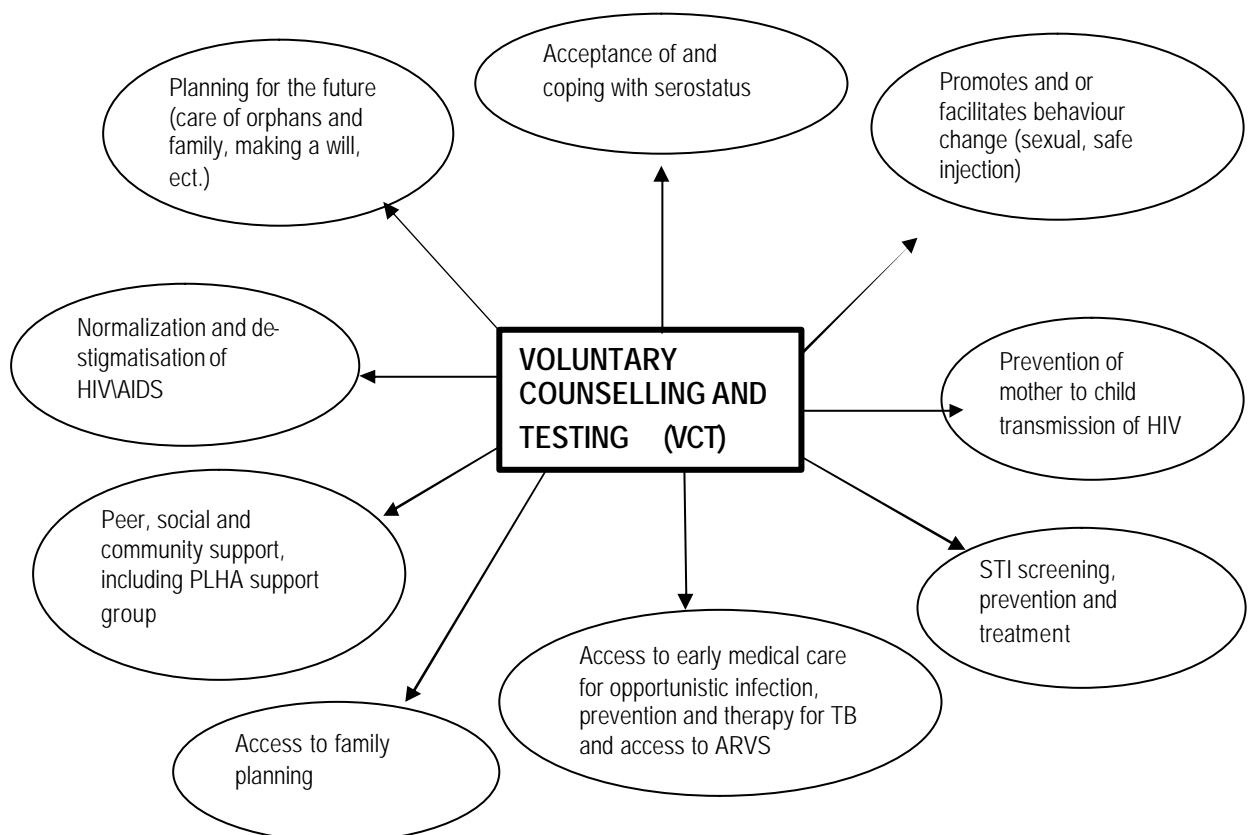 Planning for the future
(care of orphans and
family, making a will,
ect.)
Acceptance of and
coping with serostatus
Promotes and or
facilitates behaviour
change (sexual, safe
injection)
Normalization and de-
stigmatisation of
HIV\AIDS
VOLUNTARY
COUNSELLING AND
TESTING (VCT)
Prevention of
mother to child
transmission of HIV
Peer, social and
community support,
including PLHA support
group
STI screening,
prevention and
treatment
Access to family
planning
Access to early medical care
for opportunistic infection,
prevention and therapy for TB
and access to ARVS